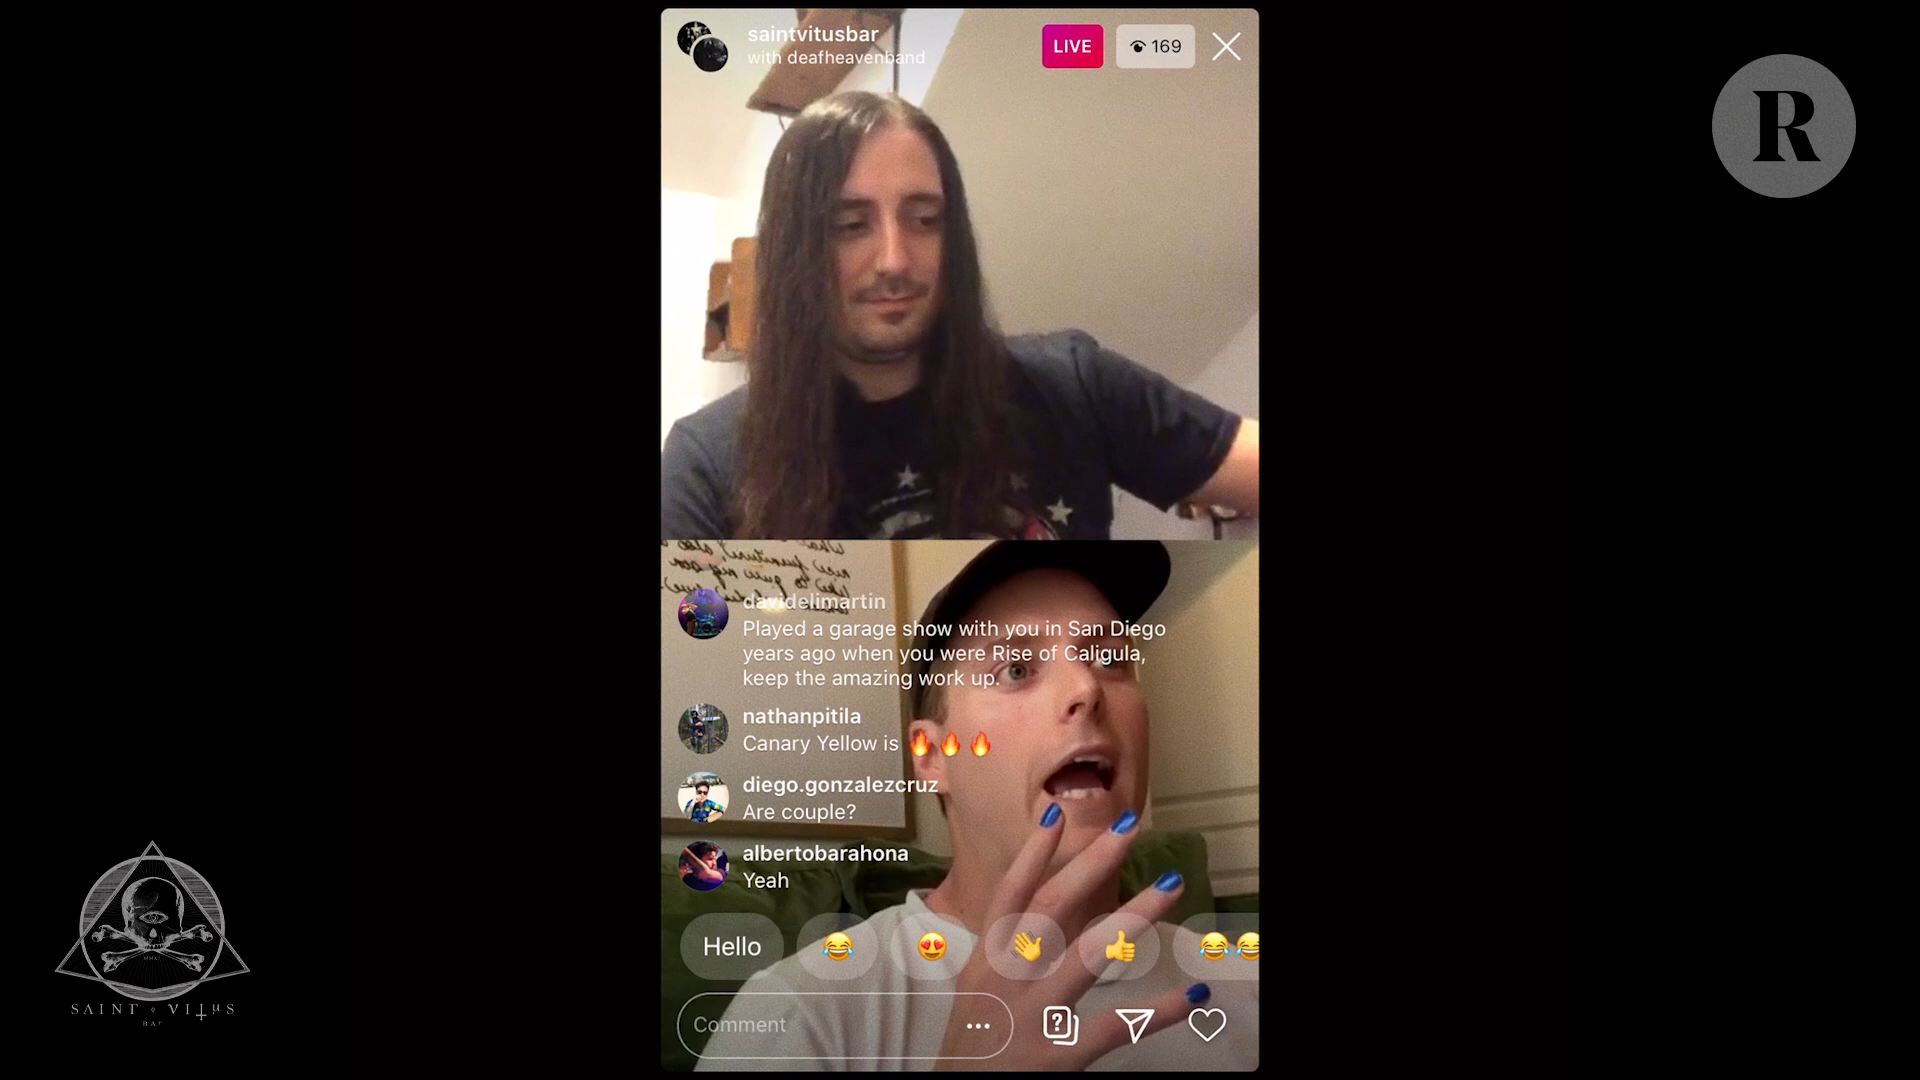 saintvitusbar
with deafheavenband
LIVE
169
R
davidelimartin
Played a garage show with you in San Diego
years ago when you were Rise of Caligula,
keep the amazing work up.
nathanpitila
Canary Yellow is 🔥🔥🔥
diego.gonzalezcruz
Are couple?
albertobarahona
Yeah
Hello 😂 😍 👋 👍 😂😂
Comment
SAINT VITUS
BAR